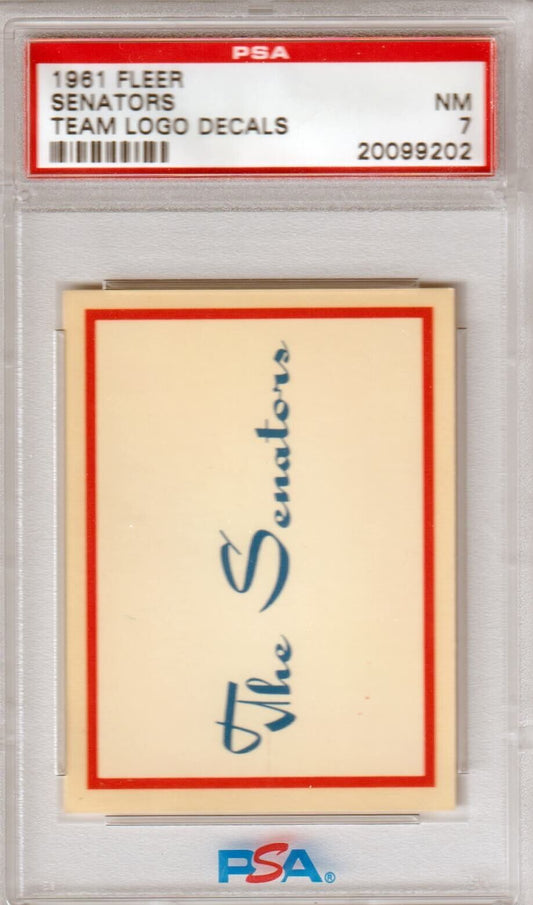 PSA
1961 FLEER
SENATORS NM
TEAM LOGO DECALS 7
20099202
The Senators
PSA®